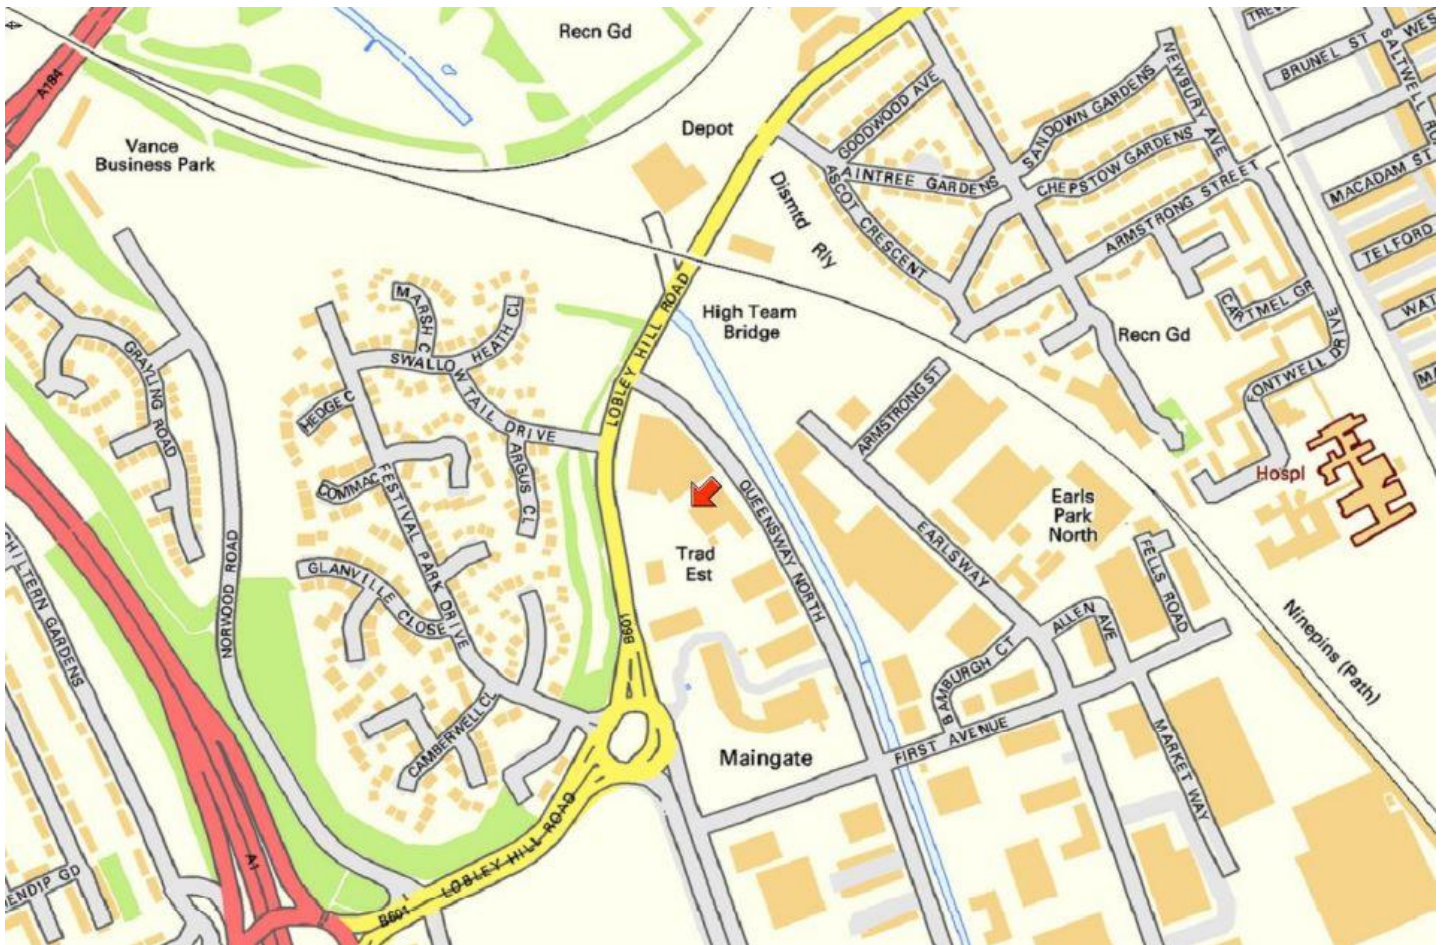 Recn Gd
A184
Depot
Vance
Business Park
GOODWOOD AVE
SANDOWN GARDENS
NEWBURY AVE
BRUNEL ST
WES
SALTWELL RO
AINTREE GARDENS
CHEPSTOW GARDENS
MACADAM ST
ASCOT CRESCENT
ARMSTRONG STREET
TELFORD
Dismtd Rly
LOBLEY HILL ROAD
High Team
Bridge
MARSH C
HEATH CL
SWALLOW TAIL DRIVE
Recn Gd
FONTWELL DRIVE
GRAYLING ROAD
HEDGE C
ARMSTRONG ST
COMMAC
ARGUS CL
FESTIVAL PARK DRIVE
QUEENSWAY NORTH
Hospl
Earls
Park
North
EARLSWAY
Trad
Est
CHILTERN GARDENS
NORWOOD ROAD
GLANVILLE CLOSE
FELLS ROAD
ALLEN AVE
B601
BAMBURGH CT
Ninepins (Path)
CAMBERWELL CL
FIRST AVENUE
MARKET WAY
Maingate
LOBLEY HILL ROAD
A1
B601
ENDIP GD